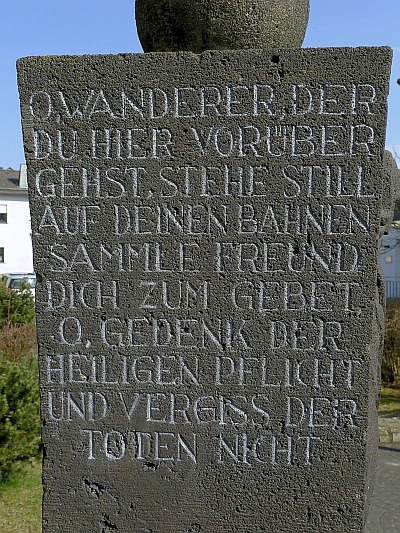 O, WANDERER, DER
DU HIER VORÜBER
GEHST, STEHE STILL
AUF DEINEN BAHNEN
SAMMLE FREUND
DICH ZUM GEBET,
O, GEDENK DER
HEILIGEN PFLICHT
UND VERGISS DER
TOTEN NICHT